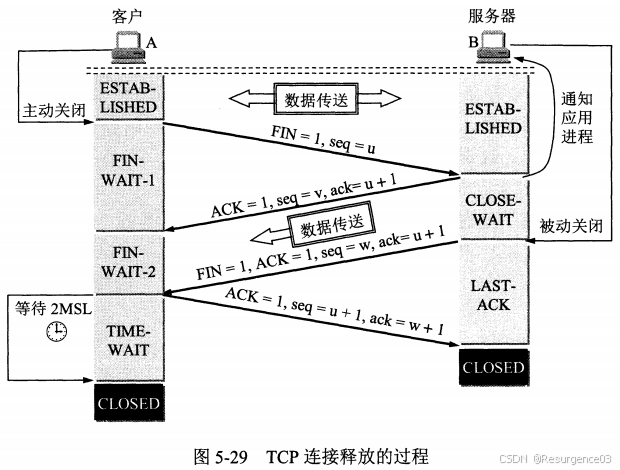 客户
服务器
A
B
ESTAB-
LISHED
数据传送
主动关闭
ESTAB-
LISHED
通知
应用
进程
FIN = 1, seq = u
FIN-
WAIT-1
ACK = 1, seq = v, ack= u + 1
CLOSE-
WAIT
数据传送
被动关闭
FIN-
WAIT-2
FIN = 1, ACK = 1, seq = w, ack= u + 1
LAST-
ACK
等待 2MSL
ACK = 1, seq = u + 1, ack = w + 1
TIME-
WAIT
CLOSED
CLOSED
图 5-29 TCP 连接释放的过程
CSDN @Resurgence03